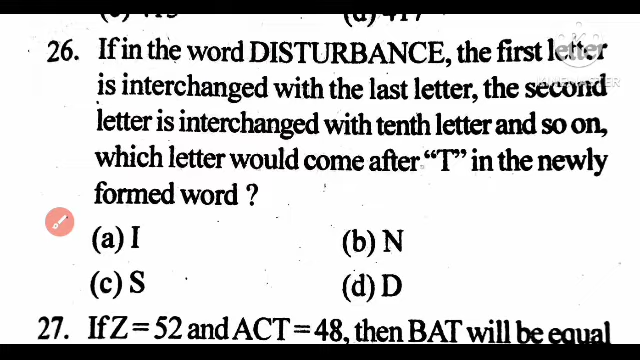 (d) 417
26. If in the word DISTURBANCE, the first letter
is interchanged with the last letter, the second
letter is interchanged with tenth letter and so on,
which letter would come after "T" in the newly
formed word ?
(a) I (b) N
(c) S (d) D
27. If Z = 52 and ACT = 48, then BAT will be equal